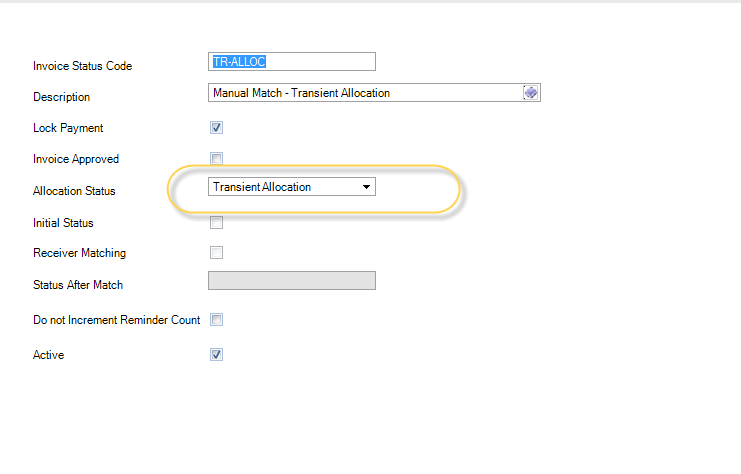 Invoice Status Code TR-ALLOC
Description Manual Match - Transient Allocation
Lock Payment
Invoice Approved
Allocation Status Transient Allocation
Initial Status
Receiver Matching
Status After Match
Do not Increment Reminder Count
Active